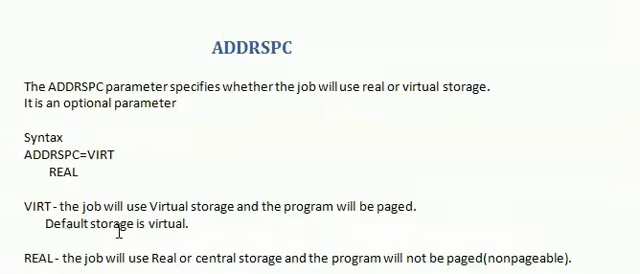 ADDRSPC
The ADDRSPC parameter specifies whether the job will use real or virtual storage.
It is an optional parameter
Syntax
ADDRSPC=VIRT
REAL
VIRT - the job will use Virtual storage and the program will be paged.
Default storage is virtual.
REAL - the job will use Real or central storage and the program will not be paged(nonpageable).